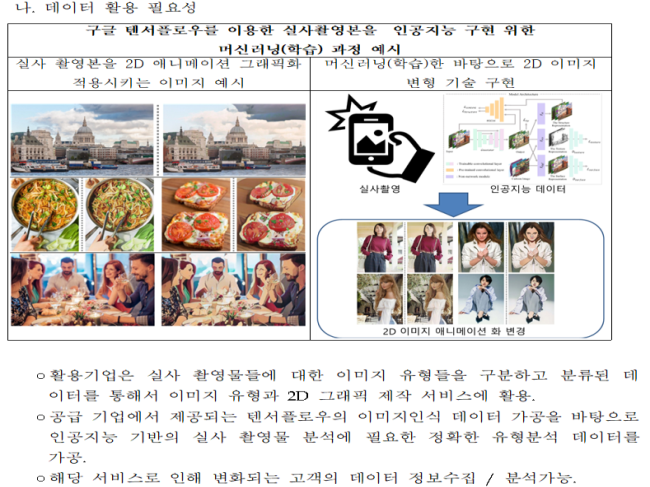 나. 데이터 활용 필요성
구글 텐서플로우를 이용한 실사촬영본을 인공지능 구현 위한
머신러닝(학습) 과정 예시
실사 촬영본을 2D 애니메이션 그래픽화
적용시키는 이미지 예시
머신러닝(학습)한 바탕으로 2D 이미지
변형 기술 구현
실사촬영
인공지능 데이터
2D 이미지 애니메이션 화 변경
○활용기업은 실사 촬영물들에 대한 이미지 유형들을 구분하고 분류된 데
이터를 통해서 이미지 유형과 2D 그래픽 제작 서비스에 활용.
○공급 기업에서 제공되는 텐서플로우의 이미지인식 데이터 가공을 바탕으로
인공지능 기반의 실사 촬영물 분석에 필요한 정확한 유형분석 데이터를
가공.
○해당 서비스로 인해 변화되는 고객의 데이터 정보수집 / 분석가능.